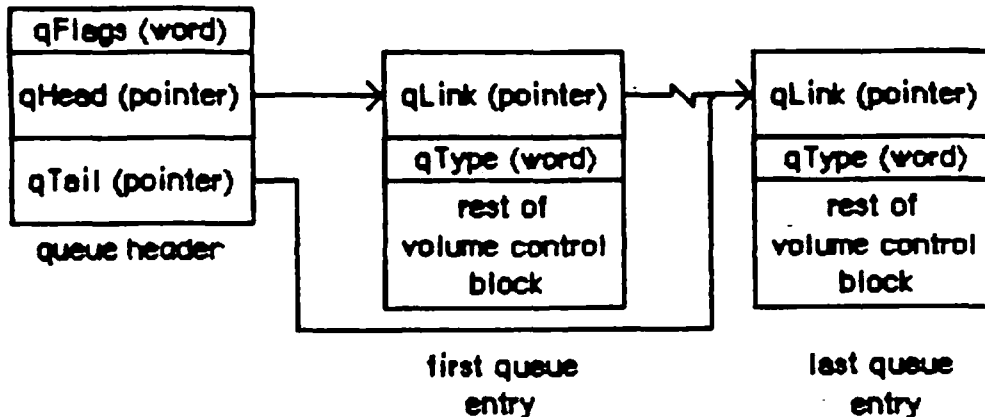 qFlags (word)
qHead (pointer)
qTail (pointer)
queue header
qLink (pointer)
qType (word)
rest of
volume control
block
first queue
entry
qLink (pointer)
qType (word)
rest of
volume control
block
last queue
entry